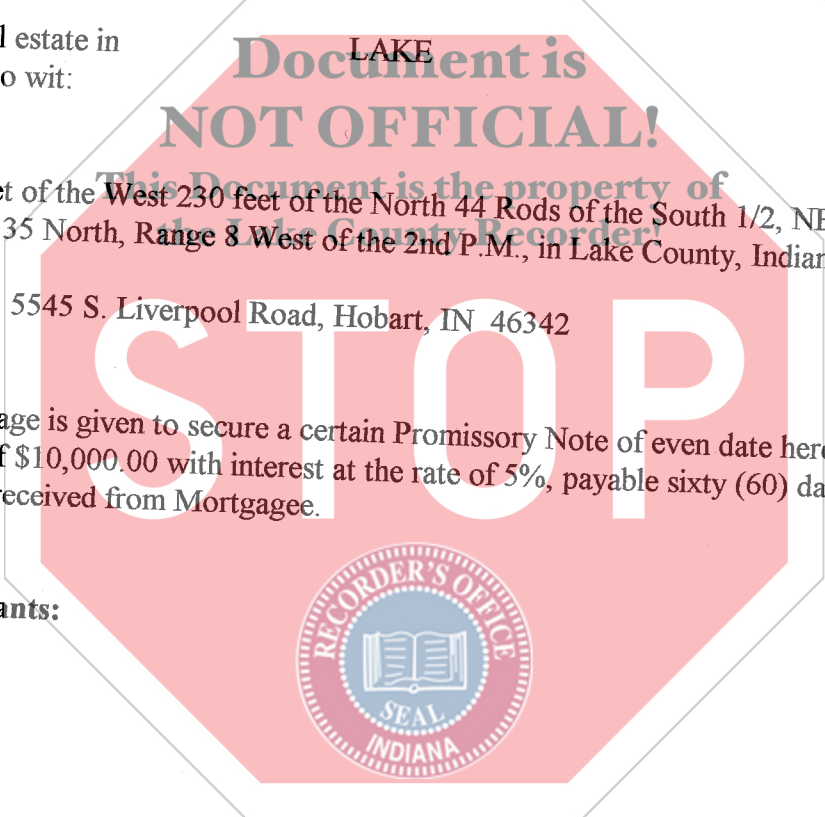 l estate in LAKE
Document is
o wit:
NOT OFFICIAL!
This Document is the property of
et of the West 230 feet of the North 44 Rods of the South 1/2, NE
the Lake County Recorder!
35 North, Range 8 West of the 2nd P.M., in Lake County, Indian
5545 S. Liverpool Road, Hobart, IN 46342
STOP
age is given to secure a certain Promissory Note of even date here
f $10,000.00 with interest at the rate of 5%, payable sixty (60) da
received from Mortgagee.
RECORDER'S OFFICE
SEAL
INDIANA
ants: